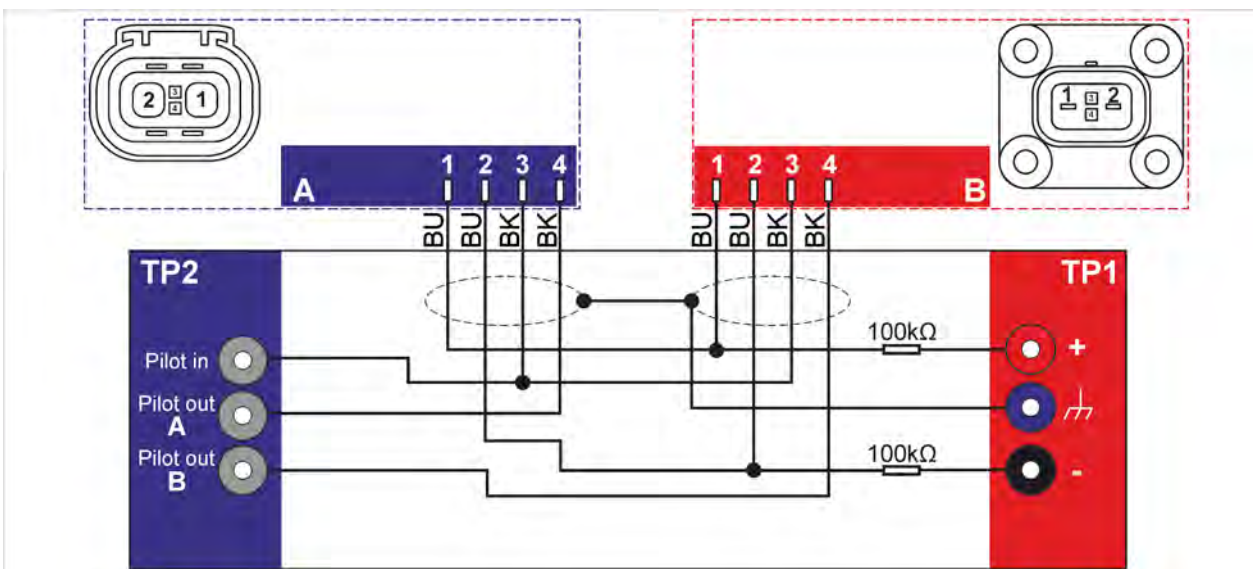 2 3 4 1
1 3 4 2
A 1 2 3 4
1 2 3 4 B
BU BU BK BK
BU BU BK BK
TP2
TP1
100kΩ
+
Pilot in
Pilot out
A
Pilot out
B
100kΩ
-